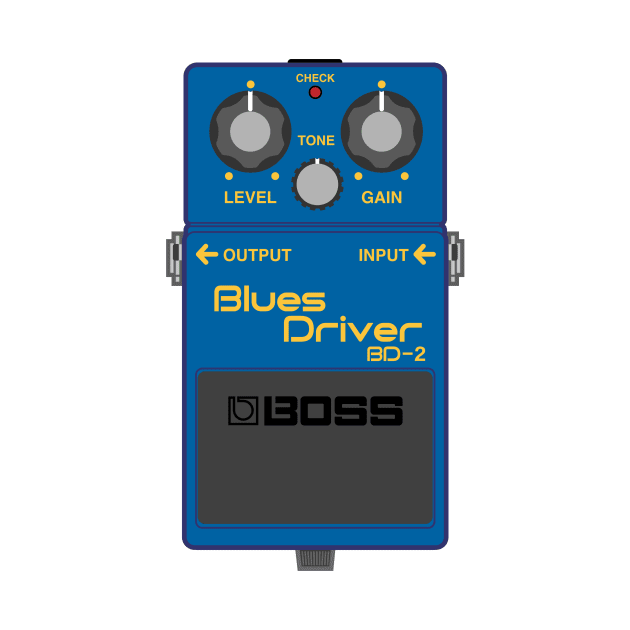 CHECK
TONE
LEVEL GAIN
OUTPUT INPUT
Blues
Driver
BD-2
BOSS